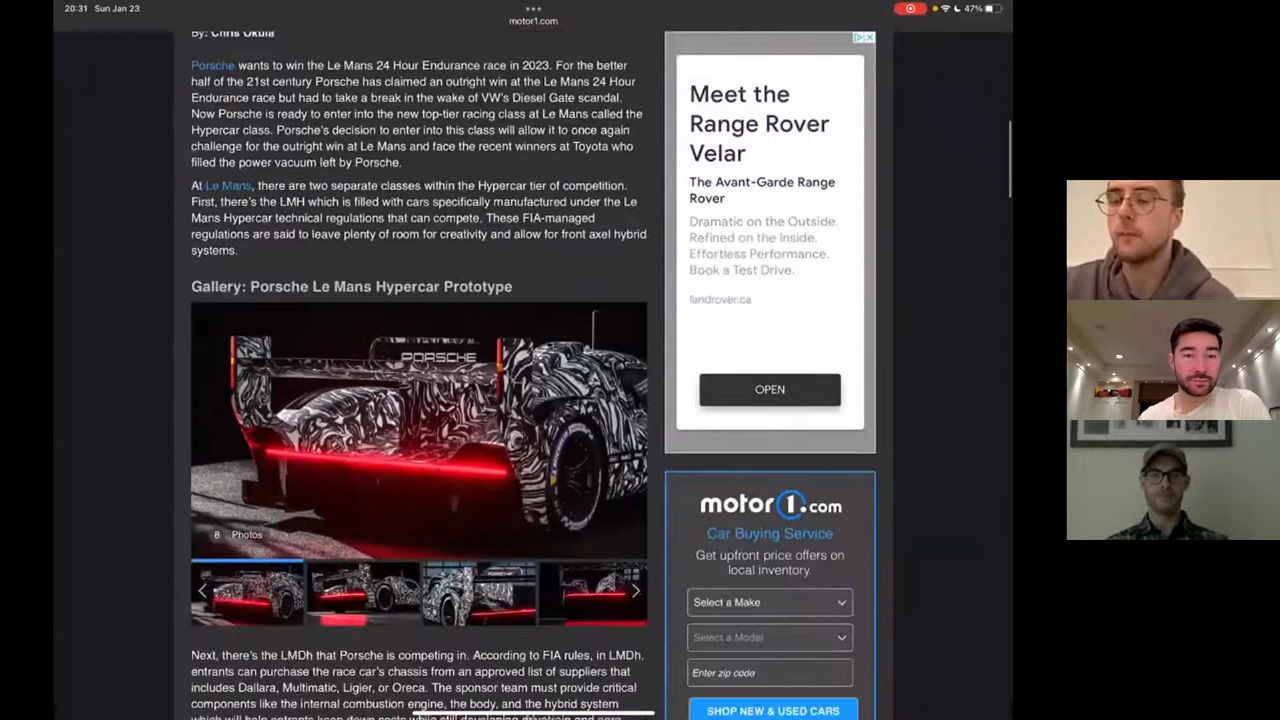 20:31 Sun Jan 23
motor1.com
47%
By: Chris Okula
Porsche wants to win the Le Mans 24 Hour Endurance race in 2023. For the better
half of the 21st century Porsche has claimed an outright win at the Le Mans 24 Hour
Endurance race but had to take a break in the wake of VW's Diesel Gate scandal.
Now Porsche is ready to enter into the new top-tier racing class at Le Mans called the
Hypercar class. Porsche's decision to enter into this class will allow it to once again
challenge for the outright win at Le Mans and face the recent winners at Toyota who
filled the power vacuum left by Porsche.
At Le Mans, there are two separate classes within the Hypercar tier of competition.
First, there's the LMH which is filled with cars specifically manufactured under the Le
Mans Hypercar technical regulations that can compete. These FIA-managed
regulations are said to leave plenty of room for creativity and allow for front axel hybrid
systems.
Gallery: Porsche Le Mans Hypercar Prototype
PORSCHE
8 Photos
Next, there's the LMDh that Porsche is competing in. According to FIA rules, in LMDh,
entrants can purchase the race car's chassis from an approved list of suppliers that
includes Dallara, Multimatic, Ligier, or Oreca. The sponsor team must provide critical
components like the internal combustion engine, the body, and the hybrid system
which will help entrants keep down costs while still developing drivetrain and aero
Meet the
Range Rover
Velar
The Avant-Garde Range
Rover
Dramatic on the Outside.
Refined on the Inside.
Effortless Performance.
Book a Test Drive.
landrover.ca
OPEN
motor1.com
Car Buying Service
Get upfront price offers on
local inventory
Select a Make
Select a Model
Enter zip code
SHOP NEW & USED CARS